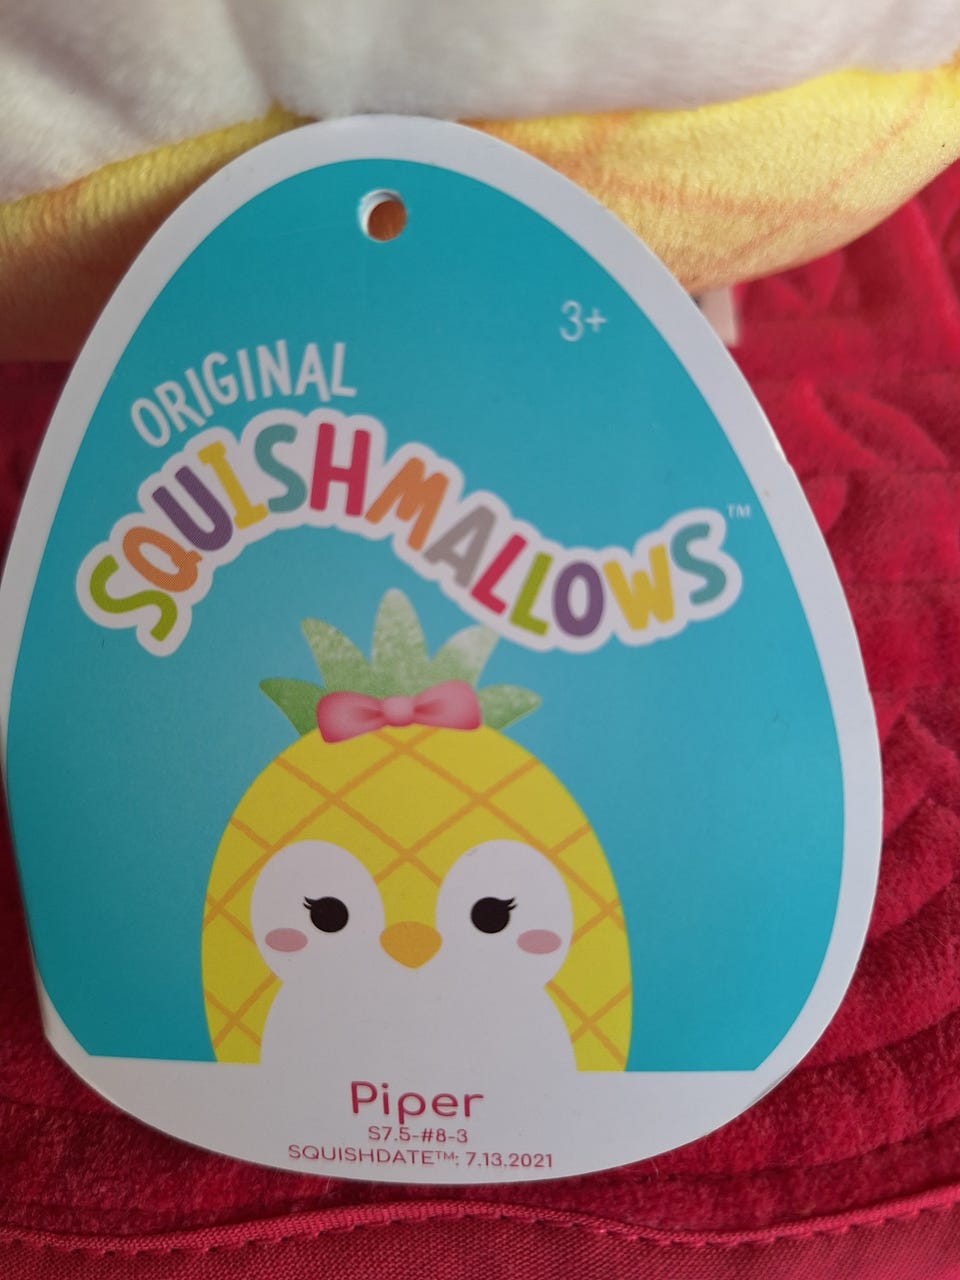 3+
ORIGINAL
SQUISHMALLOWS™
Piper
S7.5-#8-3
SQUISHDATE™: 7.13.2021